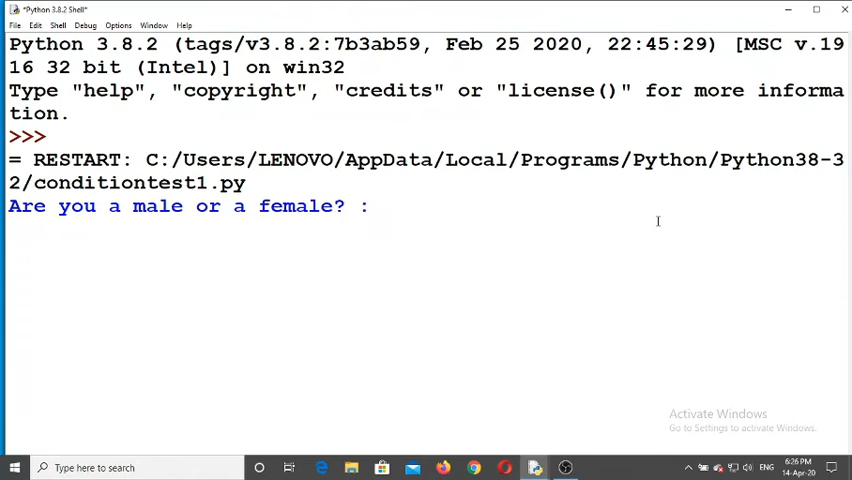 *Python 3.8.2 Shell*
File Edit Shell Debug Options Window Help
Python 3.8.2 (tags/v3.8.2:7b3ab59, Feb 25 2020, 22:45:29) [MSC v.19
16 32 bit (Intel)] on win32
Type "help", "copyright", "credits" or "license()" for more informa
tion.
>>>
= RESTART: C:/Users/LENOVO/AppData/Local/Programs/Python/Python38-3
2/conditiontest1.py
Are you a male or a female? :
Activate Windows
Go to Settings to activate Windows.
Type here to search
ENG
6:26 PM
14-Apr-20